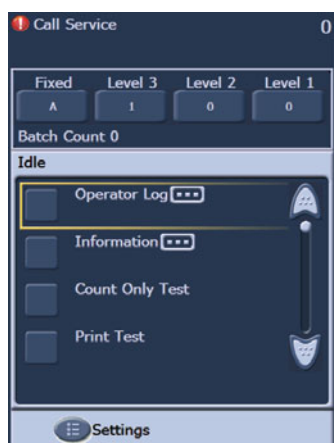 Call Service 0
Fixed Level 3 Level 2 Level 1
A 1 0 0
Batch Count 0
Idle
Operator Log
Information
Count Only Test
Print Test
Settings